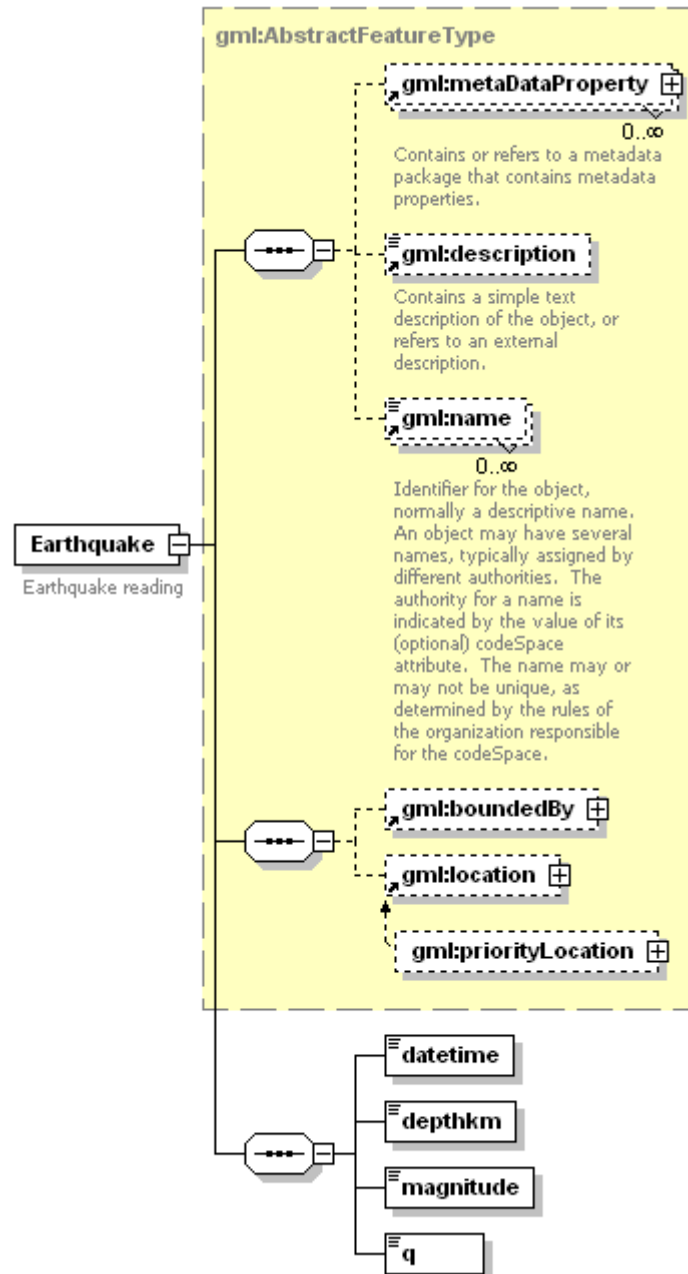 gml:AbstractFeatureType
gml:metaDataProperty
0..∞
Contains or refers to a metadata
package that contains metadata
properties.
gml:description
Contains a simple text
description of the object, or
refers to an external
description.
gml:name
0..∞
Identifier for the object,
normally a descriptive name.
An object may have several
names, typically assigned by
different authorities.  The
authority for a name is
indicated by the value of its
(optional) codeSpace
attribute.  The name may or
may not be unique, as
determined by the rules of
the organization responsible
for the codeSpace.
Earthquake
Earthquake reading
gml:boundedBy
gml:location
gml:priorityLocation
datetime
depthkm
magnitude
q